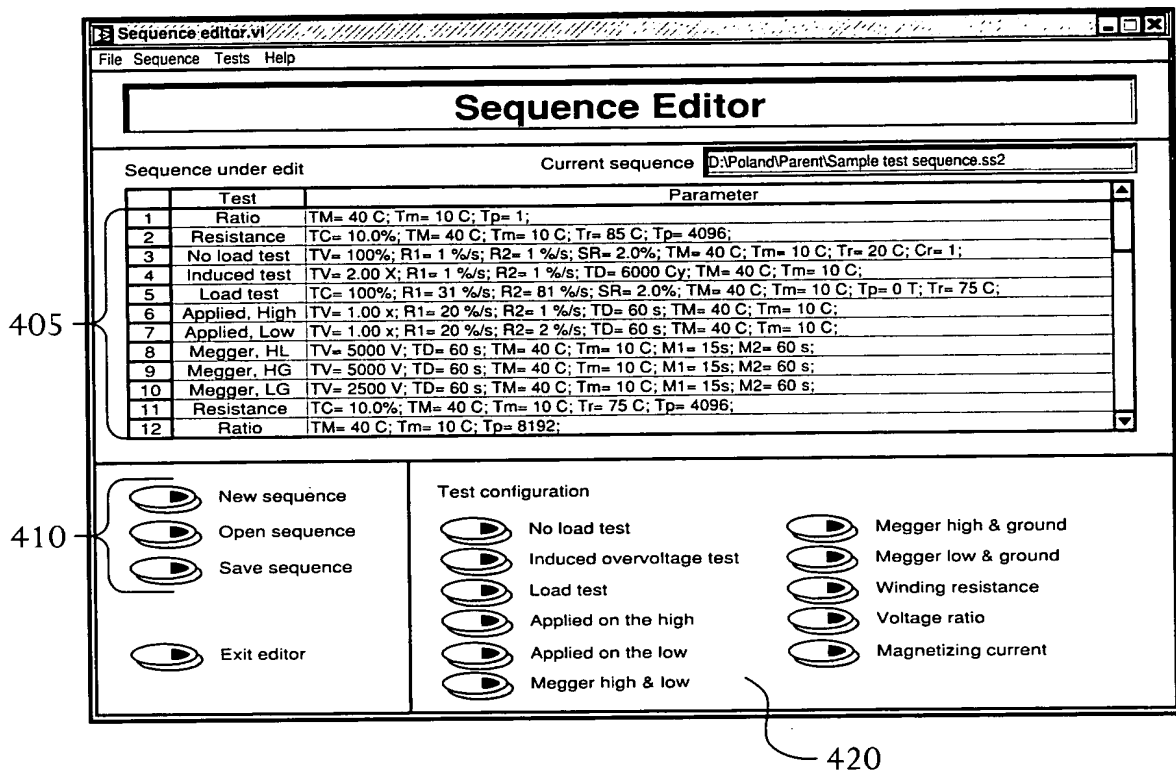 Sequence editor.vi
File Sequence Tests Help
Sequence Editor
Sequence under edit
Current sequence D:\Poland\Parent\Sample test sequence.ss2
Test Parameter
1 Ratio TM= 40 C; Tm= 10 C; Tp= 1;
2 Resistance TC= 10.0%; TM= 40 C; Tm= 10 C; Tr= 85 C; Tp= 4096;
3 No load test TV= 100%; R1= 1 %/s; R2= 1 %/s; SR= 2.0%; TM= 40 C; Tm= 10 C; Tr= 20 C; Cr= 1;
4 Induced test TV= 2.00 X; R1= 1 %/s; R2= 1 %/s; TD= 6000 Cy; TM= 40 C; Tm= 10 C;
5 Load test TC= 100%; R1= 31 %/s; R2= 81 %/s; SR= 2.0%; TM= 40 C; Tm= 10 C; Tp= 0 T; Tr= 75 C;
6 Applied, High TV= 1.00 x; R1= 20 %/s; R2= 1 %/s; TD= 60 s; TM= 40 C; Tm= 10 C;
7 Applied, Low TV= 1.00 x; R1= 20 %/s; R2= 2 %/s; TD= 60 s; TM= 40 C; Tm= 10 C;
8 Megger, HL TV= 5000 V; TD= 60 s; TM= 40 C; Tm= 10 C; M1= 15s; M2= 60 s;
9 Megger, HG TV= 5000 V; TD= 60 s; TM= 40 C; Tm= 10 C; M1= 15s; M2= 60 s;
10 Megger, LG TV= 2500 V; TD= 60 s; TM= 40 C; Tm= 10 C; M1= 15s; M2= 60 s;
11 Resistance TC= 10.0%; TM= 40 C; Tm= 10 C; Tr= 75 C; Tp= 4096;
12 Ratio TM= 40 C; Tm= 10 C; Tp= 8192;
405
410
New sequence
Open sequence
Save sequence
Exit editor
Test configuration
No load test
Induced overvoltage test
Load test
Applied on the high
Applied on the low
Megger high & low
Megger high & ground
Megger low & ground
Winding resistance
Voltage ratio
Magnetizing current
420